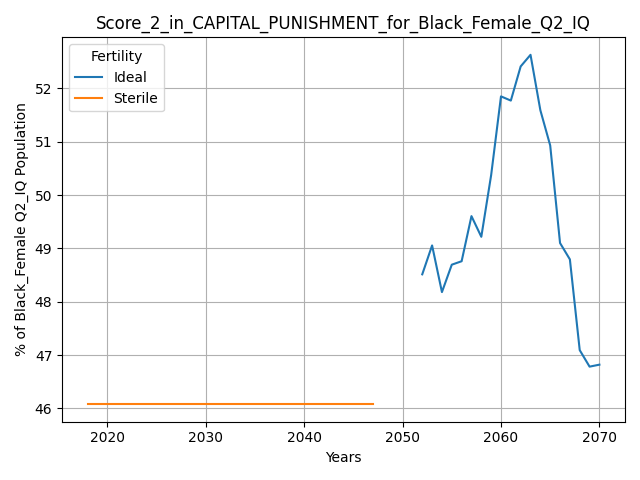 Score_2_in_CAPITAL_PUNISHMENT_for_Black_Female_Q2_IQ
Fertility
Ideal
Sterile
% of Black_Female Q2_IQ Population
52
51
50
49
48
47
46
2020 2030 2040 2050 2060 2070
Years